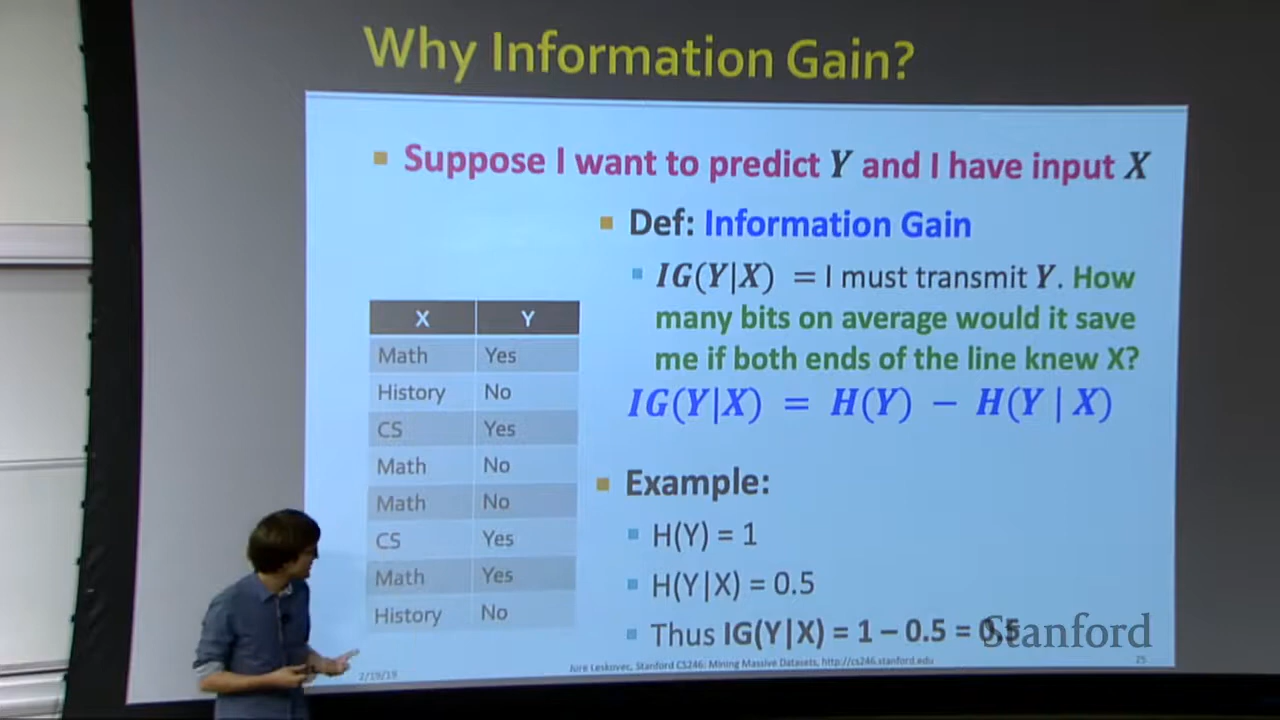 Why Information Gain?
Suppose I want to predict Y and I have input X
Def: Information Gain
IG(Y|X) = I must transmit Y. How
many bits on average would it save
me if both ends of the line knew X?
IG(Y|X) = H(Y) − H(Y | X)
X Y
Math Yes
History No
CS Yes
Math No
Math No
CS Yes
Math Yes
History No
Example:
H(Y) = 1
H(Y|X) = 0.5
Thus IG(Y|X) = 1 – 0.5 = 0.5
Stanford
2/19/19
Jure Leskovec, Stanford CS246: Mining Massive Datasets, http://cs246.stanford.edu
25